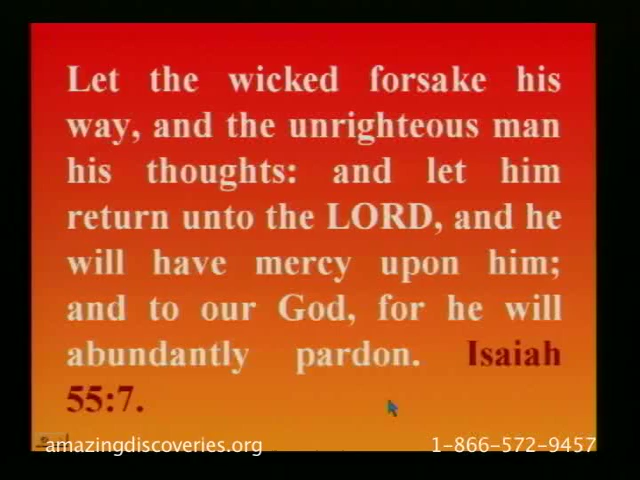 Let the wicked forsake his
way, and the unrighteous man
his thoughts: and let him
return unto the LORD, and he
will have mercy upon him;
and to our God, for he will
abundantly pardon. Isaiah
55:7.
amazingdiscoveries.org 1-866-572-9457